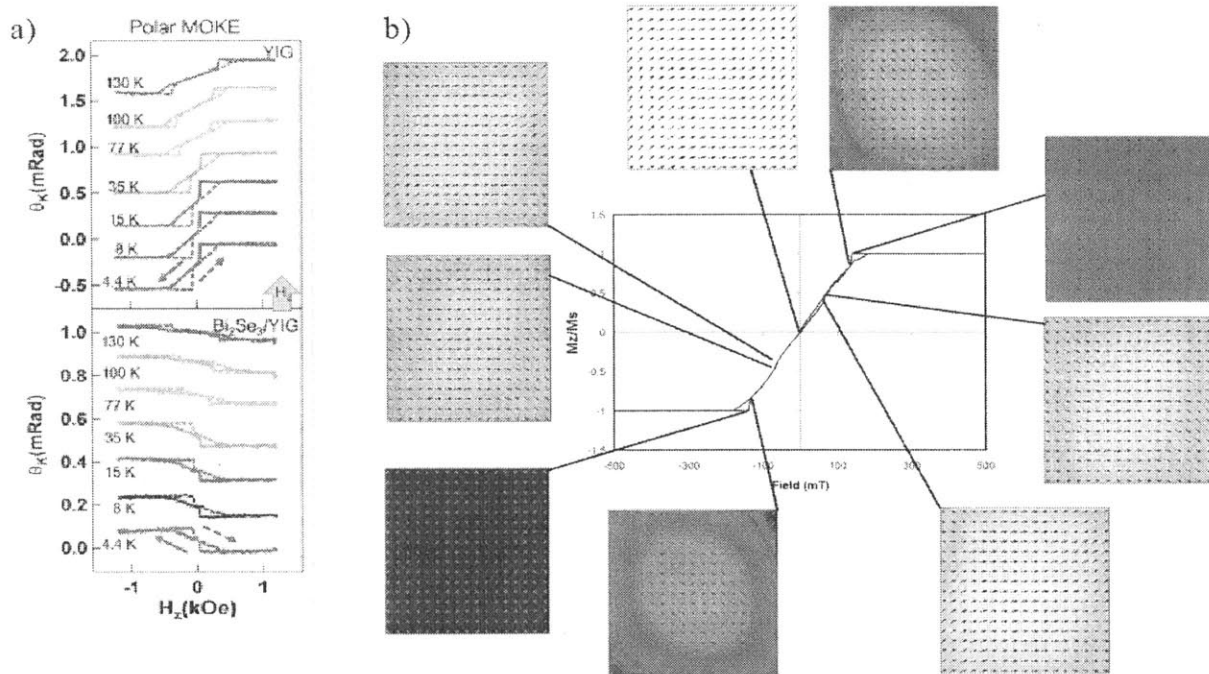 a)
Polar MOKE
YIG
2.0
1.5
1.0
0.5
0.0
-0.5
θK(mRad)
130 K
100 K
77 K
35 K
15 K
8 K
4.4 K
Bi2Se3/YIG
1.0
0.8
0.6
0.4
0.2
0.0
θK(mRad)
130 K
100 K
77 K
35 K
15 K
8 K
4.4 K
-1 0 1
Hz(kOe)
b)
1.5
1
0.5
0
-0.5
-1
-1.5
Mz/Ms
-500 -300 -100 100 300 500
Field (mT)